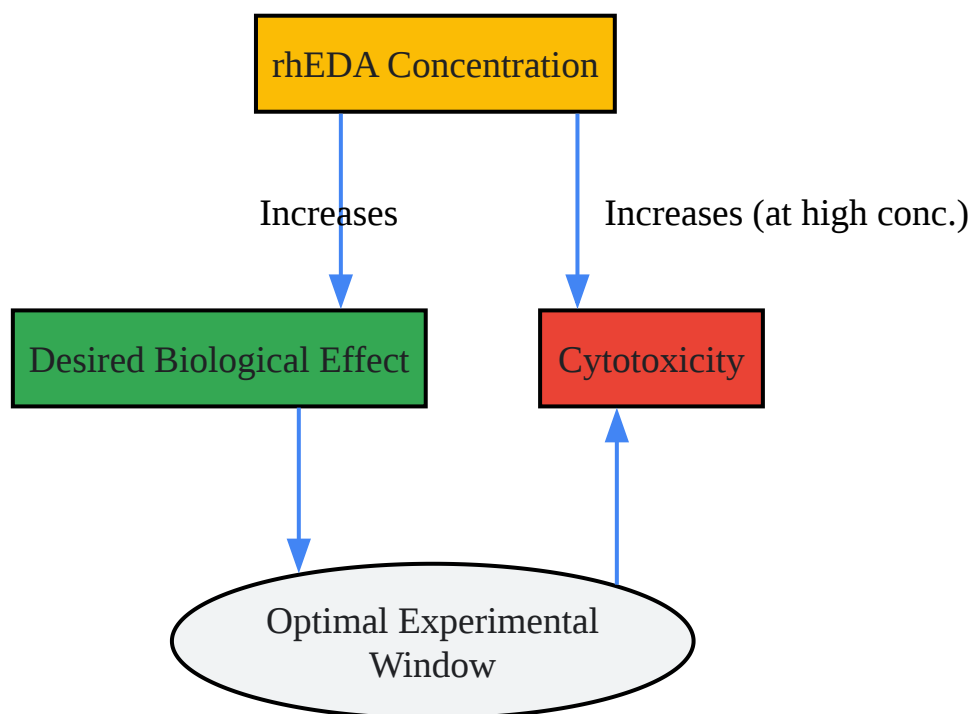 rhEDA Concentration
Increases
Increases (at high conc.)
Desired Biological Effect
Cytotoxicity
Optimal Experimental
Window